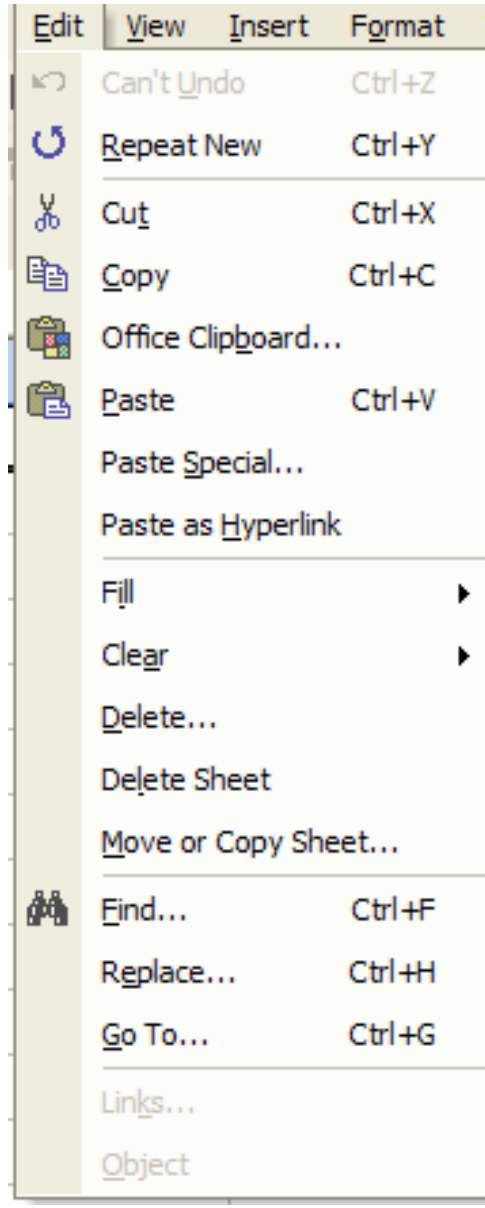 Edit View Insert Format
Can't Undo Ctrl+Z
Repeat New Ctrl+Y
Cut Ctrl+X
Copy Ctrl+C
Office Clipboard...
Paste Ctrl+V
Paste Special...
Paste as Hyperlink
Fill
Clear
Delete...
Delete Sheet
Move or Copy Sheet...
Find... Ctrl+F
Replace... Ctrl+H
Go To... Ctrl+G
Links...
Object